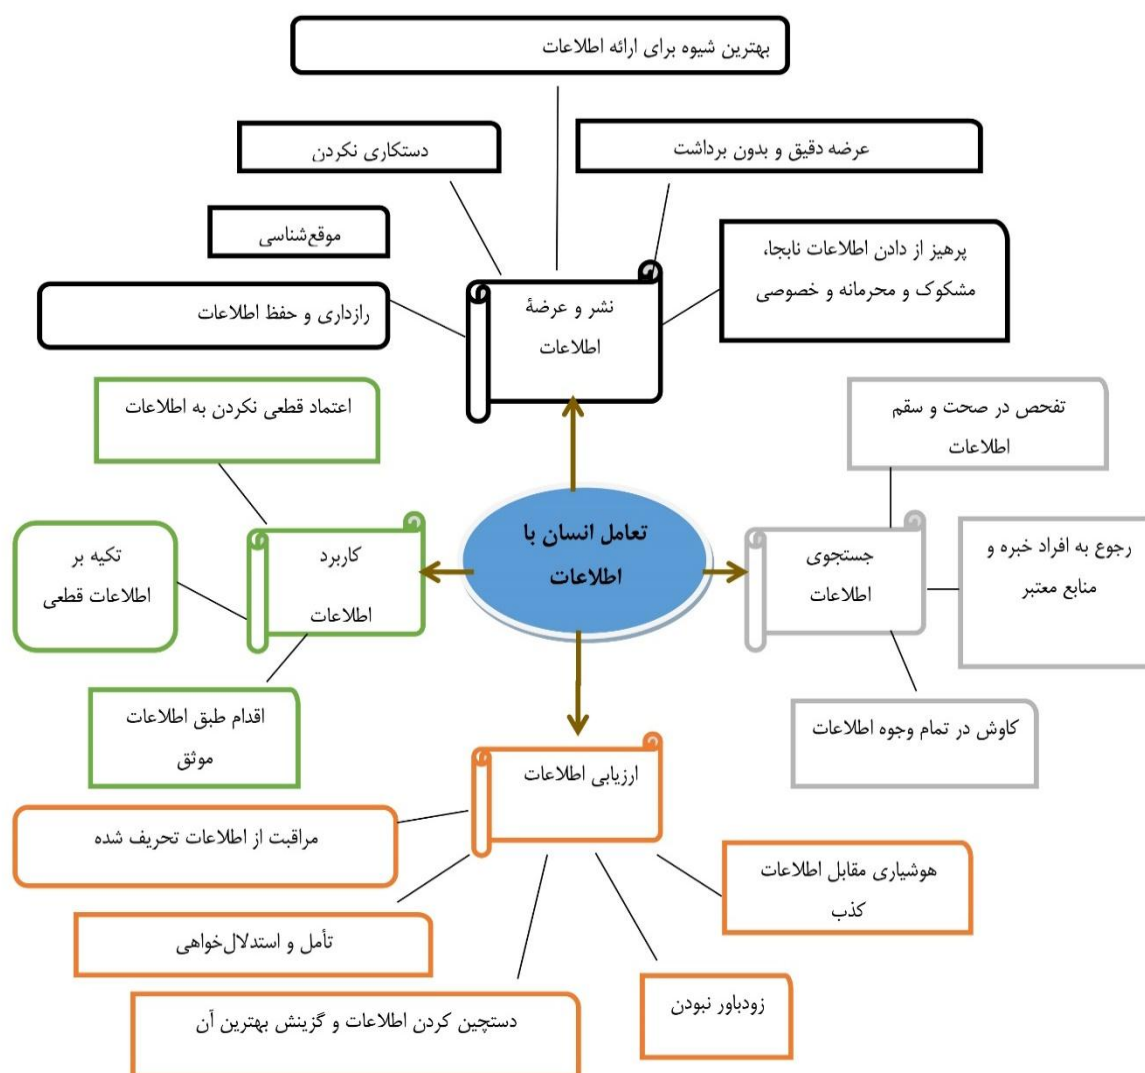 بهترین شیوه برای ارائه اطلاعات
عرضه دقیق و بدون برداشت
دستکاری نکردن
موقع‌شناسی
پرهیز از دادن اطلاعات نابجا،
مشکوک و محرمانه و خصوصی
رازداری و حفظ اطلاعات
نشر و عرضهٔ
اطلاعات
اعتماد قطعی نکردن به اطلاعات
تفحص در صحت و سقم
اطلاعات
تعامل انسان با
اطلاعات
جستجوی
اطلاعات
رجوع به افراد خبره و
منابع معتبر
کاوش در تمام وجوه اطلاعات
کاربرد
اطلاعات
تکیه بر
اطلاعات قطعی
اقدام طبق اطلاعات
موثق
ارزیابی اطلاعات
مراقبت از اطلاعات تحریف شده
هوشیاری مقابل اطلاعات
کذب
تأمل و استدلال‌خواهی
زودباور نبودن
دستچین کردن اطلاعات و گزینش بهترین آن